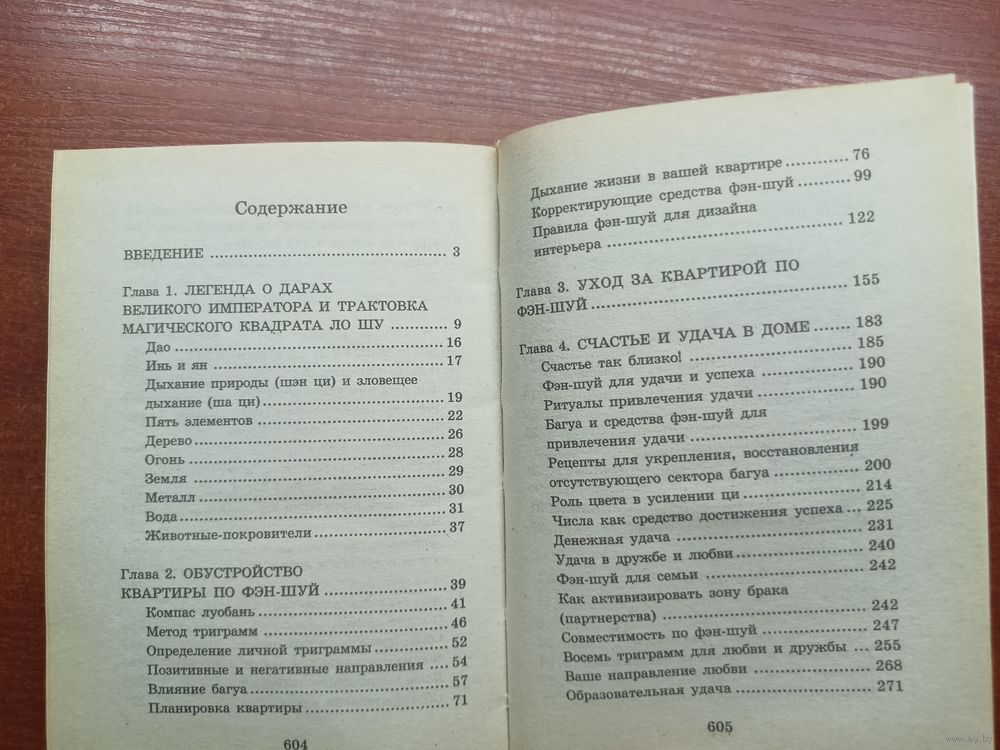 Содержание
ВВЕДЕНИЕ ........................................ 3
Глава 1. ЛЕГЕНДА О ДАРАХ
ВЕЛИКОГО ИМПЕРАТОРА И ТРАКТОВКА
МАГИЧЕСКОГО КВАДРАТА ЛО ШУ ............ 9
Дао ........................................ 16
Инь и ян ........................................ 17
Дыхание природы (шэн ци) и зловещее
дыхание (ша ци) ........................................ 19
Пять элементов ........................................ 22
Дерево ........................................ 26
Огонь ........................................ 28
Земля ........................................ 29
Металл ........................................ 30
Вода ........................................ 31
Животные-покровители ........................................ 37
Глава 2. ОБУСТРОЙСТВО
КВАРТИРЫ ПО ФЭН-ШУЙ ........................ 39
Компас луобань ........................................ 41
Метод триграмм ........................................ 46
Определение личной триграммы ............ 52
Позитивные и негативные направления .... 54
Влияние багуа ........................................ 57
Планировка квартиры ........................ 71
604
Дыхание жизни в вашей квартире ............ 76
Корректирующие средства фэн-шуй ............ 99
Правила фэн-шуй для дизайна
интерьера ........................................ 122
Глава 3. УХОД ЗА КВАРТИРОЙ ПО
ФЭН-ШУЙ ........................................ 155
Глава 4. СЧАСТЬЕ И УДАЧА В ДОМЕ ....... 183
Счастье так близко! ........................ 185
Фэн-шуй для удачи и успеха ............ 190
Ритуалы привлечения удачи ............ 190
Багуа и средства фэн-шуй для
привлечения удачи ........................ 199
Рецепты для укрепления, восстановления
отсутствующего сектора багуа ............ 200
Роль цвета в усилении ци ............ 214
Числа как средство достижения успеха ... 225
Денежная удача ........................ 231
Удача в дружбе и любви ............ 240
Фэн-шуй для семьи ........................ 242
Как активизировать зону брака
(партнерства) ........................ 242
Совместимость по фэн-шуй ............ 247
Восемь триграмм для любви и дружбы ... 255
Ваше направление любви ............ 268
Образовательная удача ............ 271
605
www.ay.by